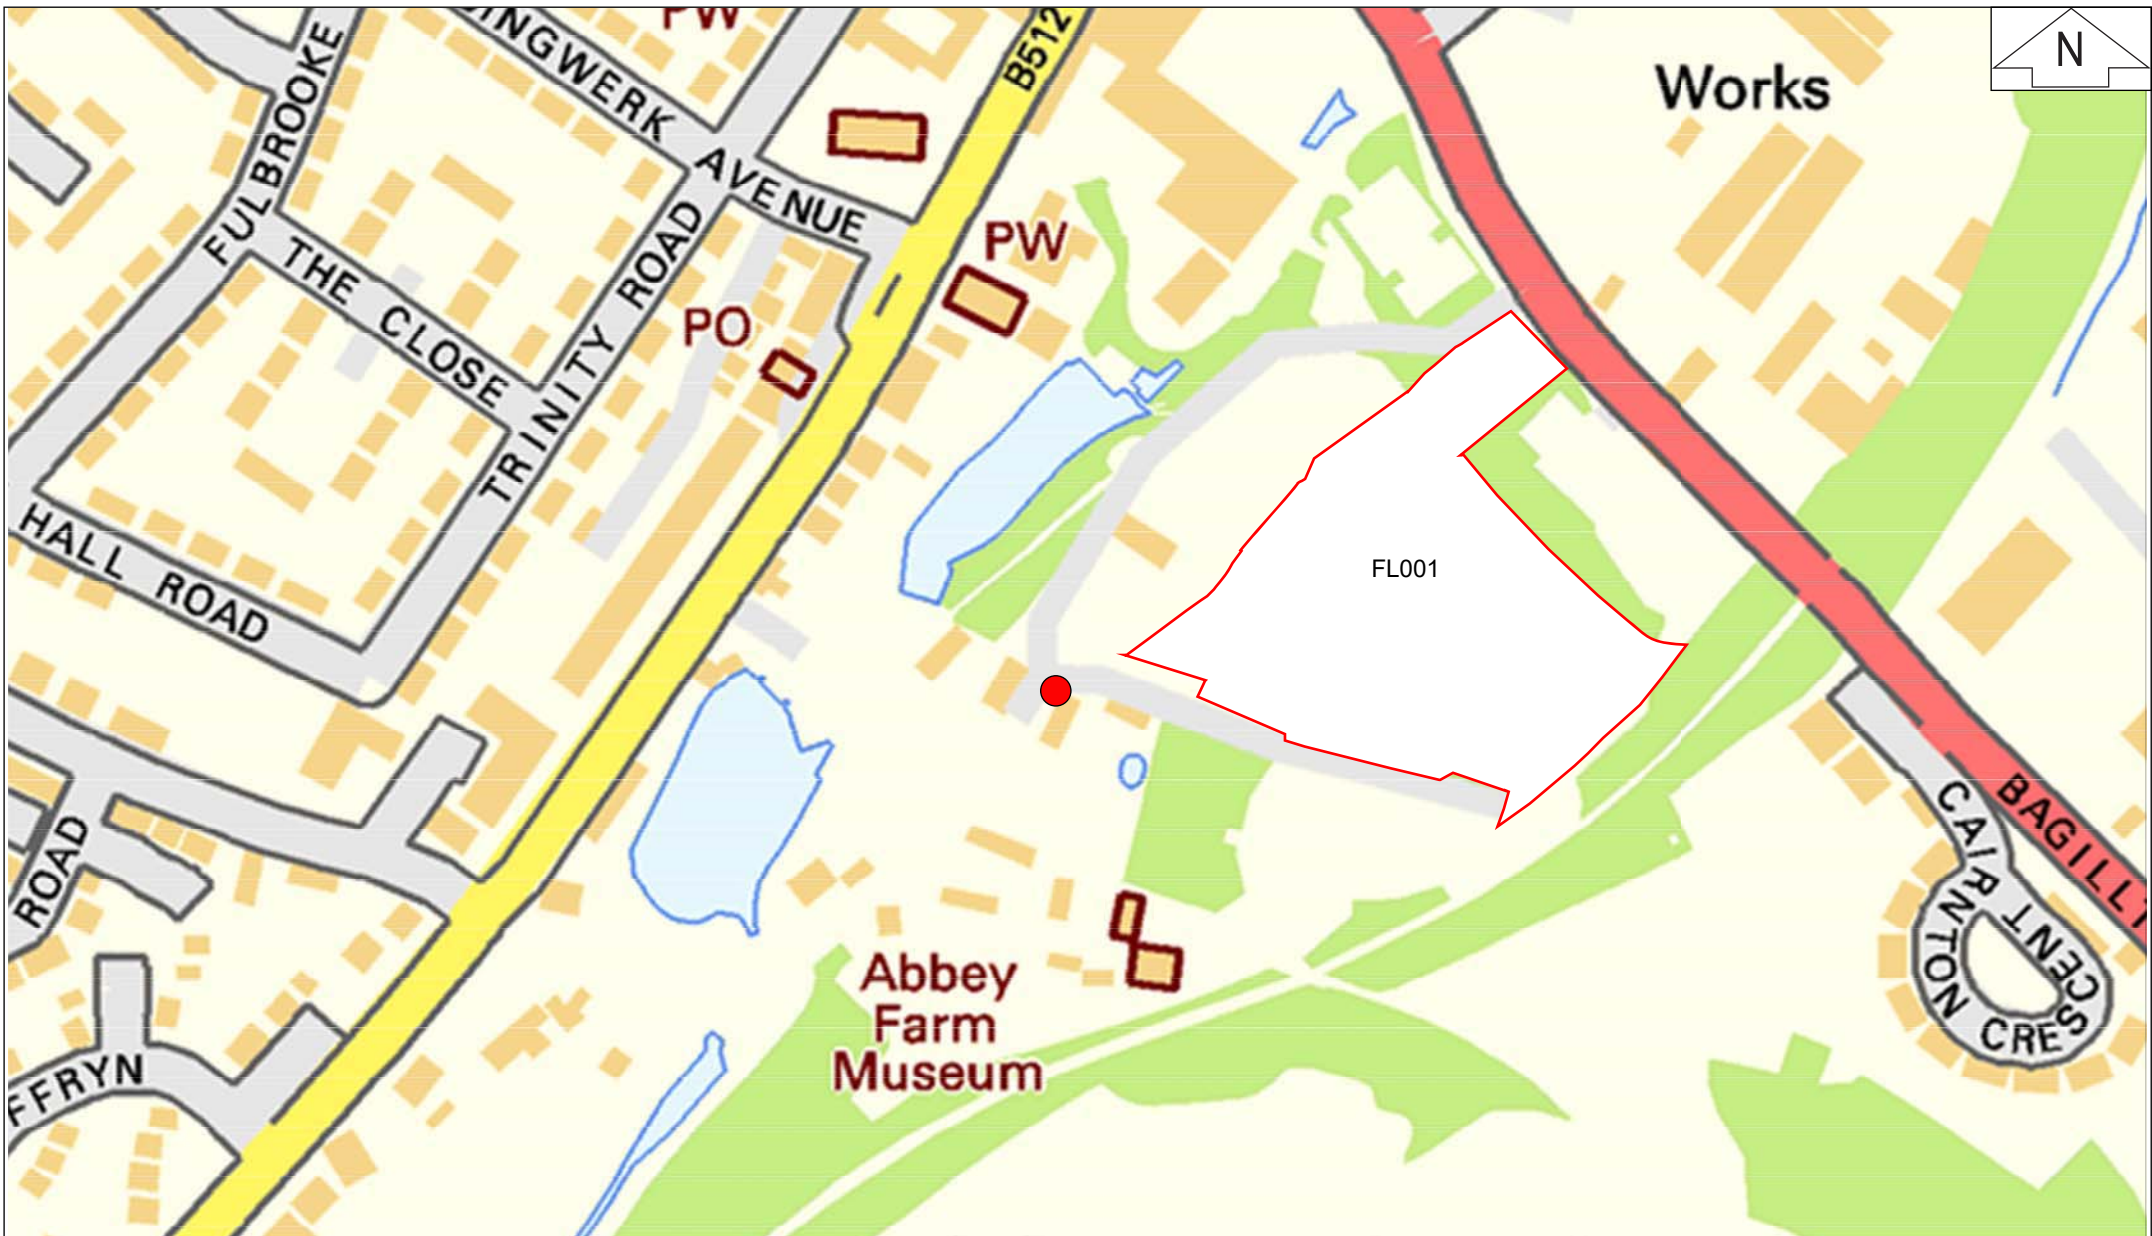 PW
B512
N
Works
FULBROOKE
AVENUE
PW
THE CLOSE
TRINITY ROAD
PO
HALL ROAD
FL001
ROAD
CAIRNTON CRESCENT
Abbey
Farm
Museum
FFRYN